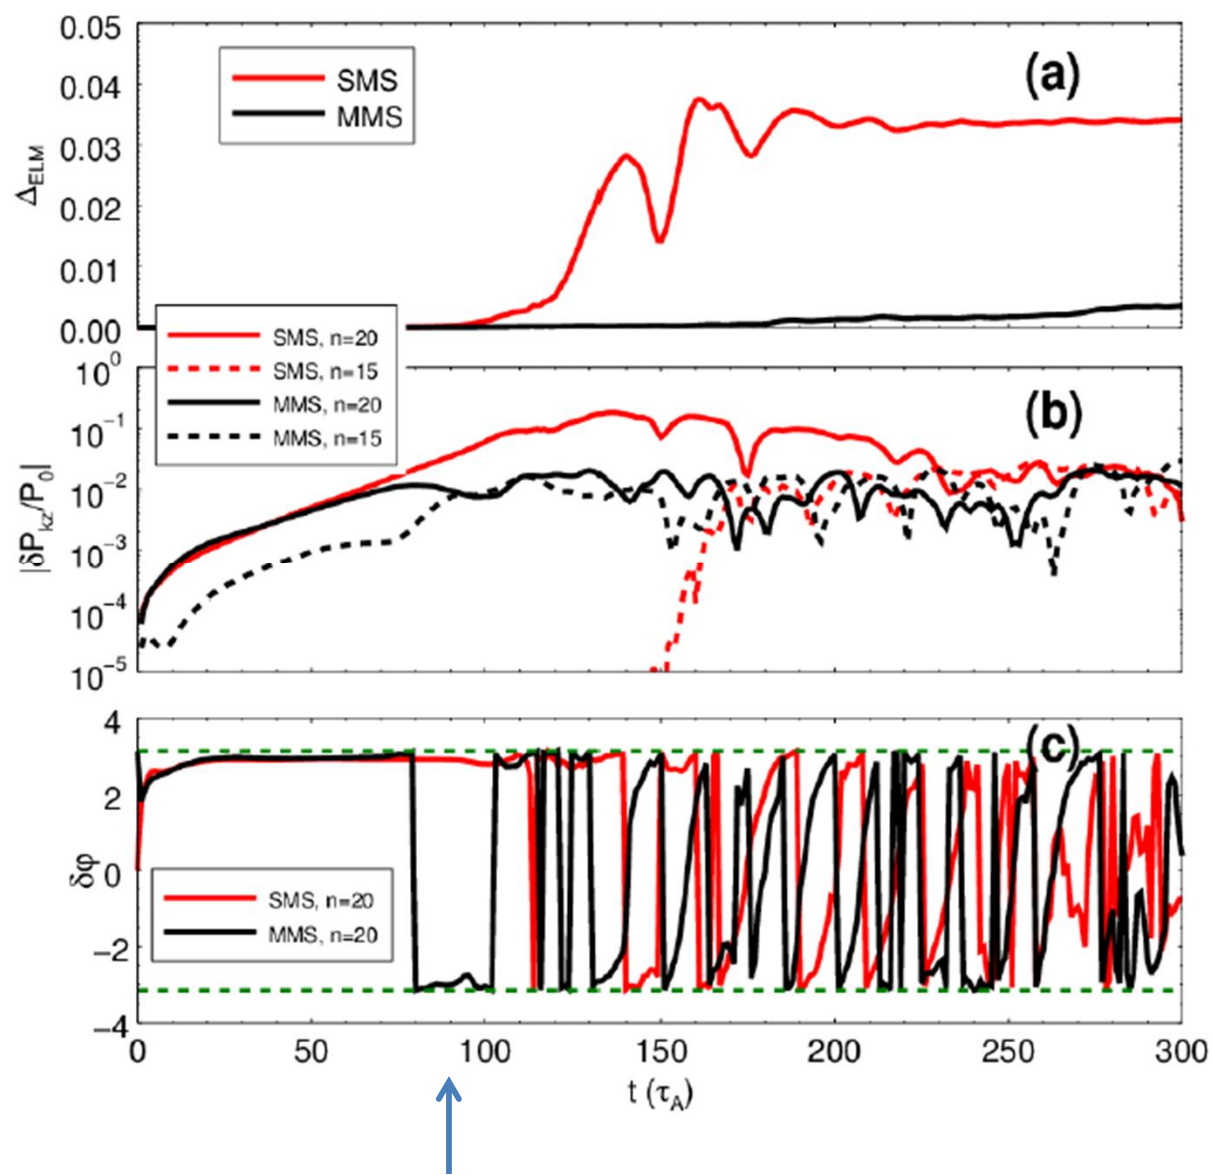 0.05
(a)
SMS
MMS
0.04
0.03
0.02
0.01
0.00
Δ_ELM
SMS, n=20
SMS, n=15
MMS, n=20
MMS, n=15
(b)
10^0
10^-1
10^-2
10^-3
10^-4
10^-5
|δP_kz/P_0|
(c)
4
2
0
−2
−4
δφ
SMS, n=20
MMS, n=20
0 50 100 150 200 250 300
t (τ_A)